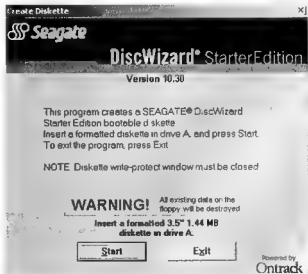 Create Diskette
Seagate
DiscWizard® StarterEdition
Version 10.30
This program creates a SEAGATE® DiscWizard
Starter Edition bootable d skette
Insert a formatted diskette in drive A, and press Start.
To exit the program, press Exit
NOTE Diskette write-protect window must be closed
WARNING! All existing data on the
floppy will be destroyed
Insert a formatted 3.5" 1.44 MB
diskette in drive A.
Start Exit
Powered by
Ontrack